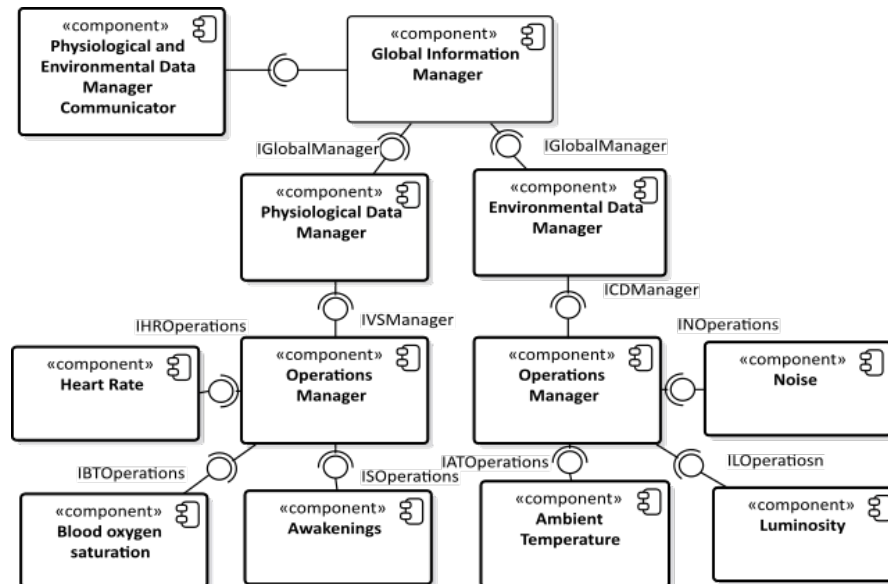 «component»
Physiological and
Environmental Data
Manager
Communicator
«component»
Global Information
Manager
IGlobalManager
IGlobalManager
«component»
Physiological Data
Manager
«component»
Environmental Data
Manager
IVSManager
ICDManager
IHROperations
INOperations
«component»
Heart Rate
«component»
Operations
Manager
«component»
Operations
Manager
«component»
Noise
IBTOperations
ISOperations
IATOperations
ILOperatiosn
«component»
Blood oxygen
saturation
«component»
Awakenings
«component»
Ambient
Temperature
«component»
Luminosity